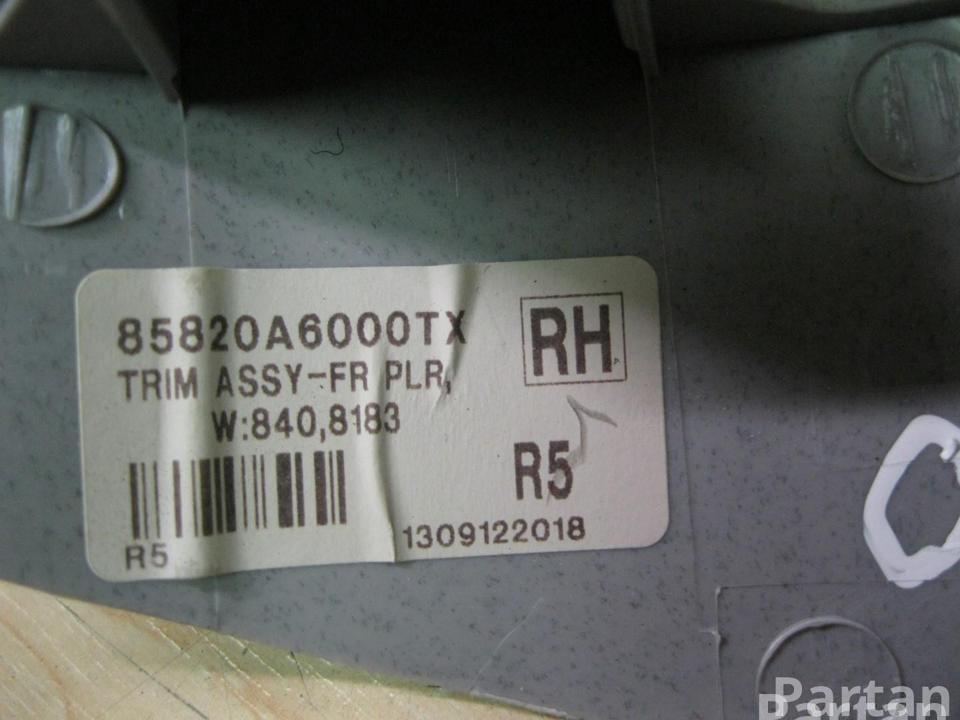 85820A6000TX
RH
TRIM ASSY-FR PLR,
W:840,8183
R5
R5
1309122018
Partan